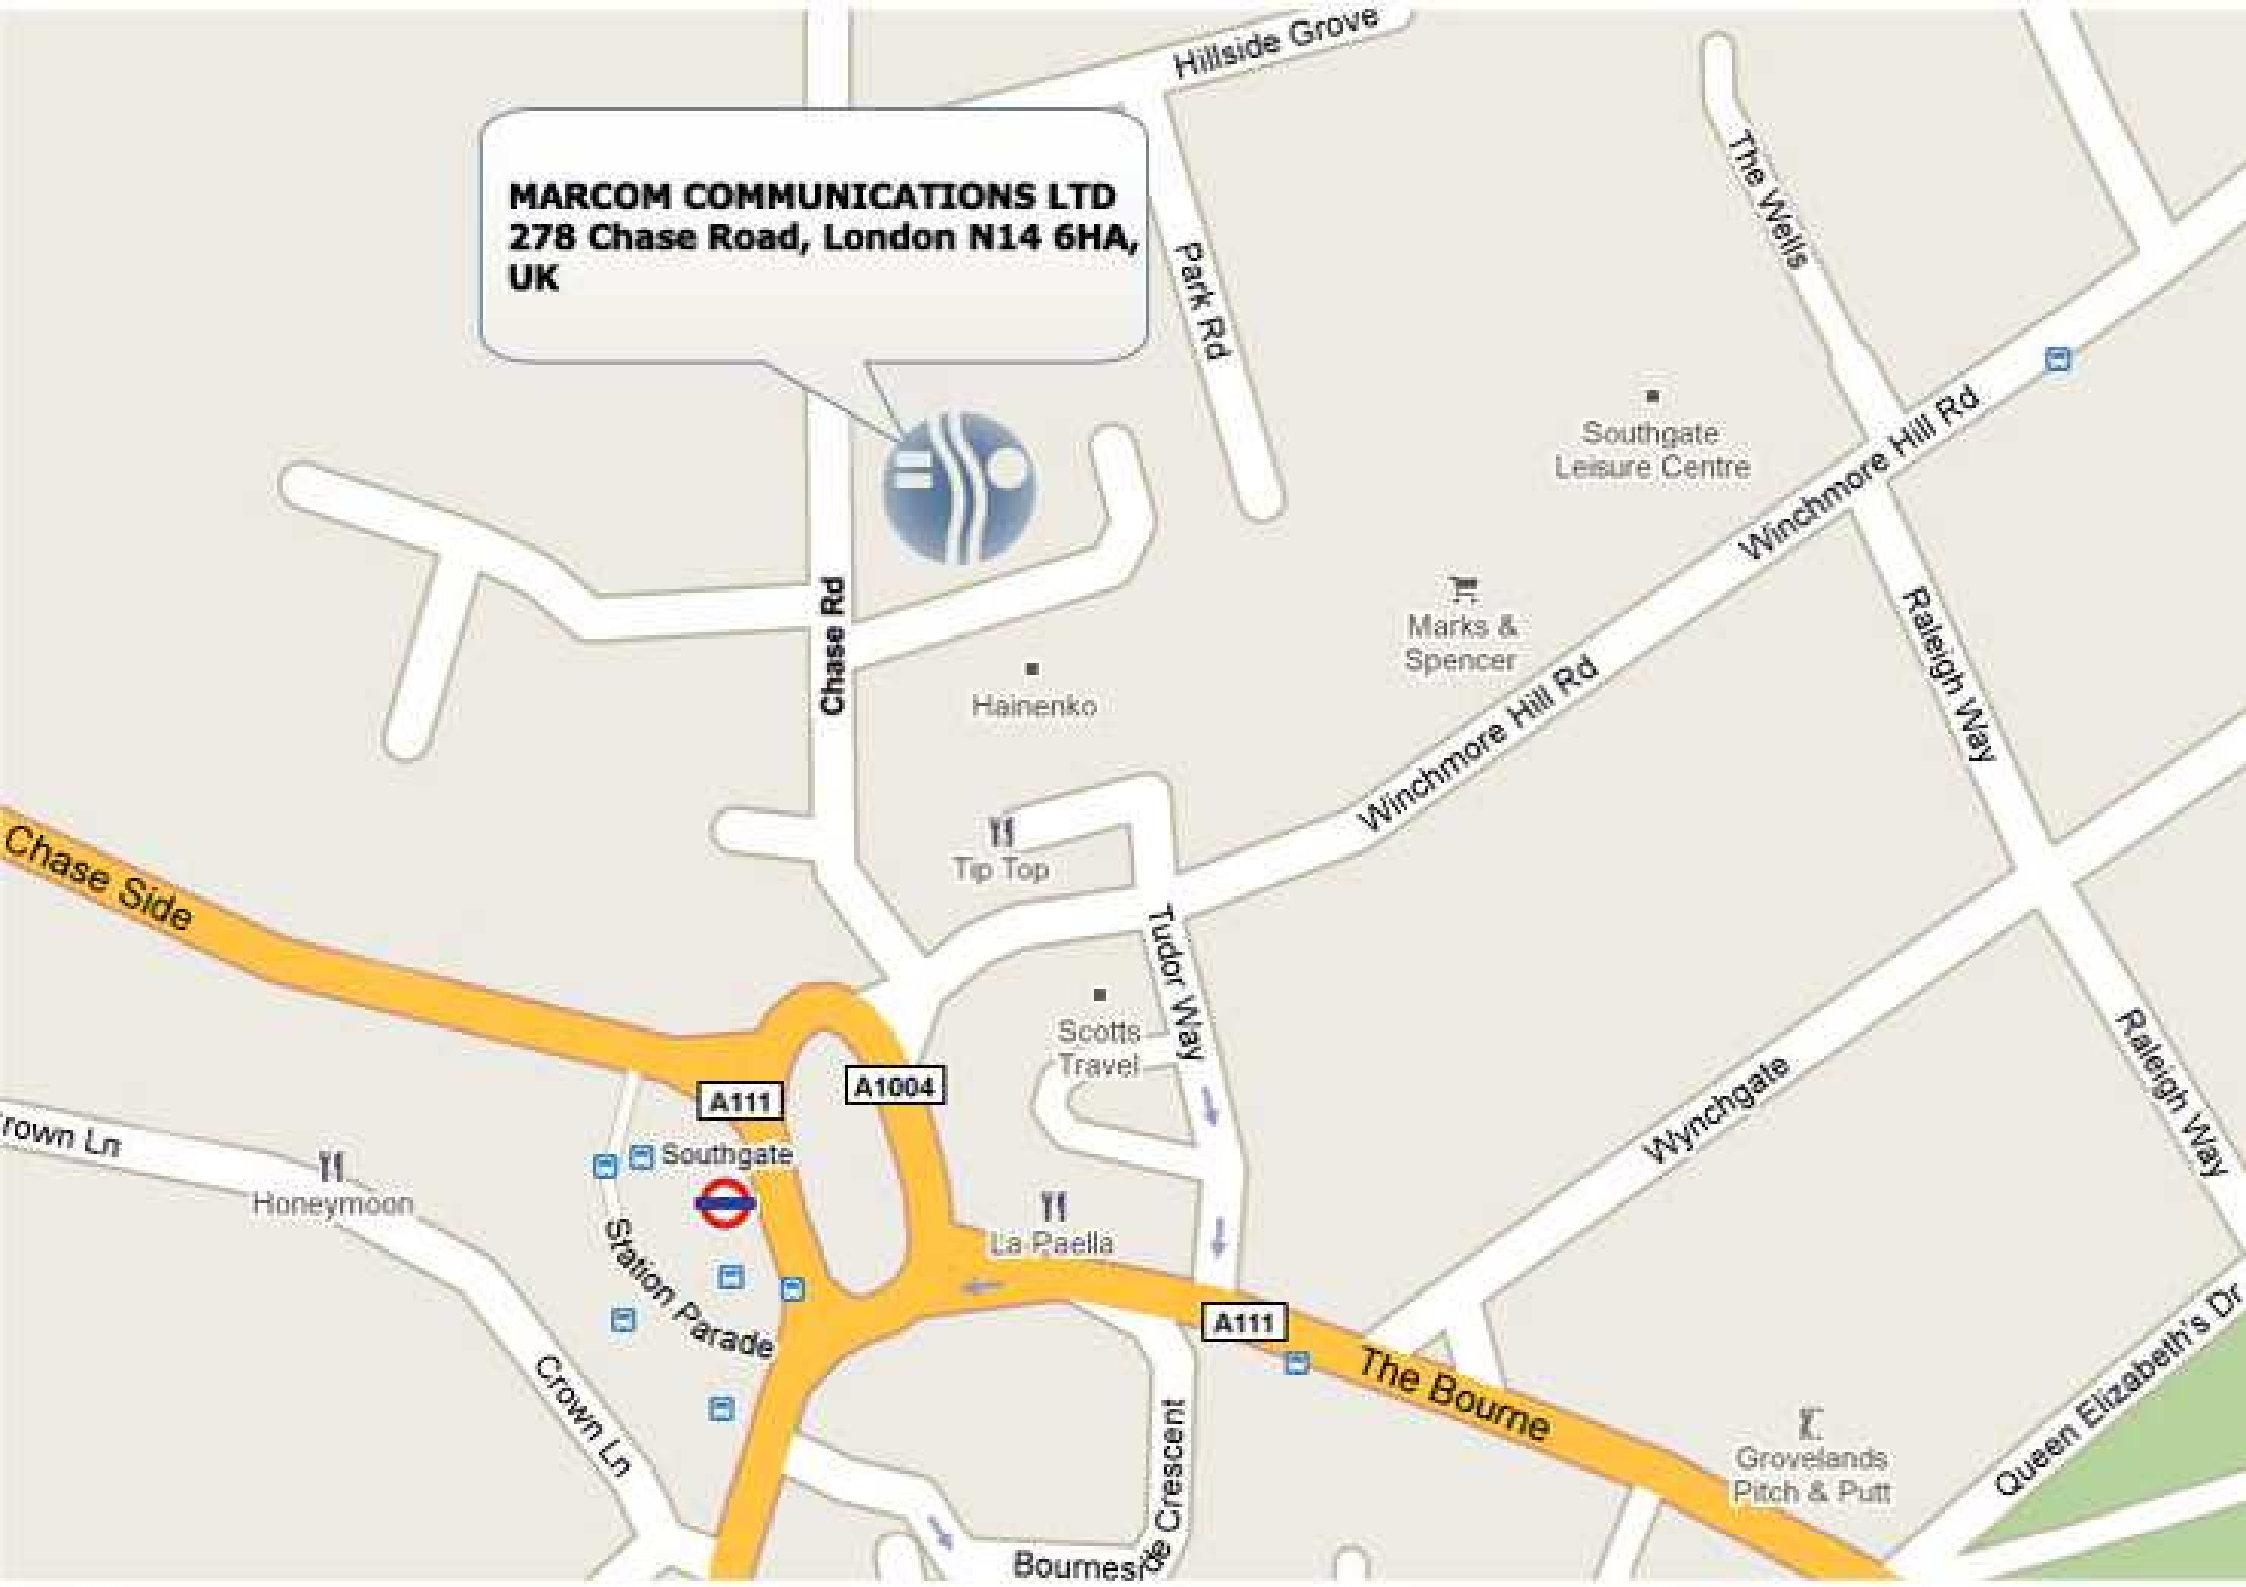 Hillside Grove
The Wells
MARCOM COMMUNICATIONS LTD
278 Chase Road, London N14 6HA,
UK
Park Rd
Southgate
Leisure Centre
Winchmore Hill Rd
Chase Rd
Marks &
Spencer
Raleigh Way
Hainenko
Winchmore Hill Rd
Chase Side
Tip Top
Tudor Way
Scotts
Travel
A111
A1004
Raleigh Way
Wynchgate
rown Ln
Southgate
Honeymoon
La Paella
Station Parade
A111
The Bourne
Queen Elizabeth's Dr
Crown Ln
Grovelands
Pitch & Putt
Bourneside Crescent